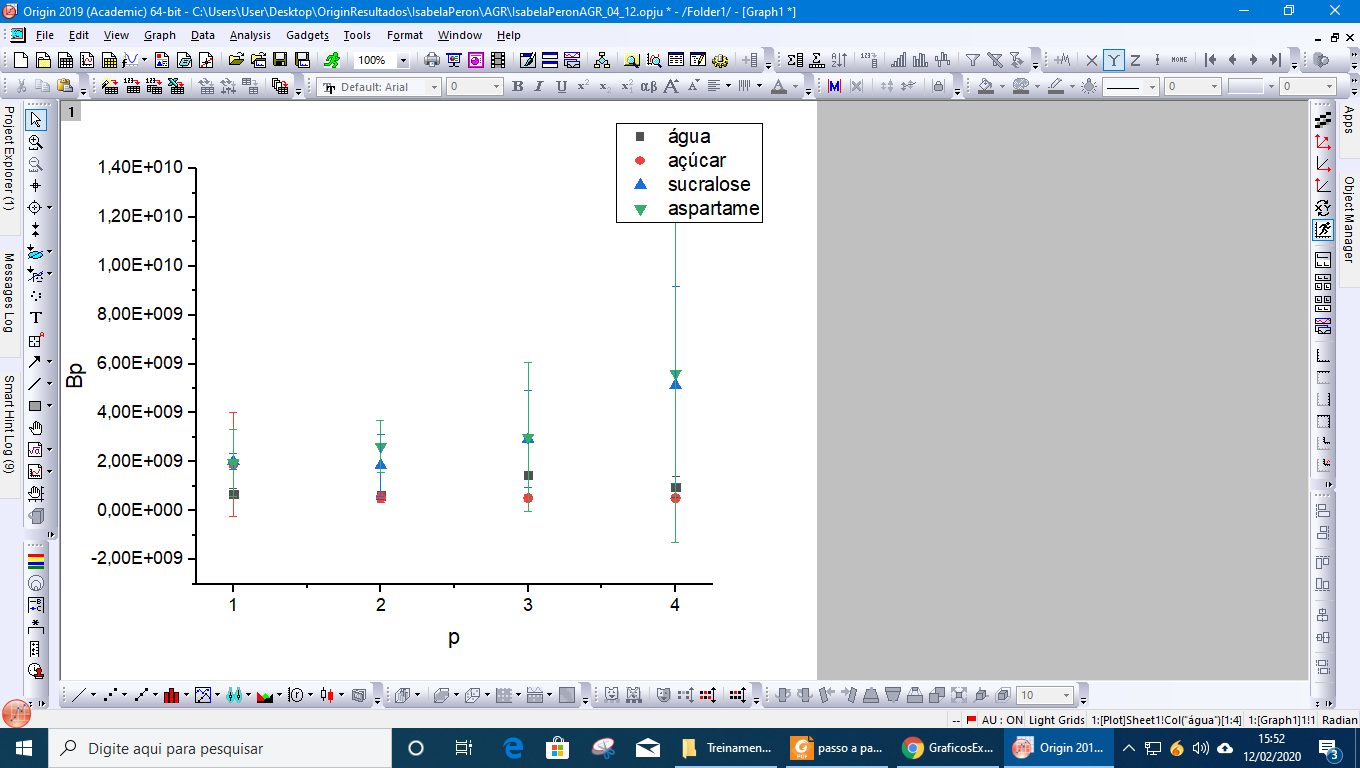 Origin 2019 (Academic) 64-bit - C:\Users\User\Desktop\OriginResultados\IsabelaPeron\AGR\IsabelaPeronAGR_04_12.opju * - /Folder1/ - [Graph1 *]
File Edit View Graph Data Analysis Gadgets Tools Format Window Help
100%
Default: Arial 0 B I U αβ A A M 0 0
Project Explorer (1)
Messages Log
Smart Hint Log (9)
Apps
Object Manager
1
água
açúcar
sucralose
aspartame
1,40E+010
1,20E+010
1,00E+010
8,00E+009
6,00E+009
4,00E+009
2,00E+009
0,00E+000
-2,00E+009
Bp
1 2 3 4
p
10
-- AU : ON Light Grids 1:[Plot]Sheet1!Col("água")[1:4] 1:[Graph1]1!1 Radian
Digite aqui para pesquisar
Treinamen...
passo a pa...
GraficosEx...
Origin 201...
15:52
12/02/2020
3